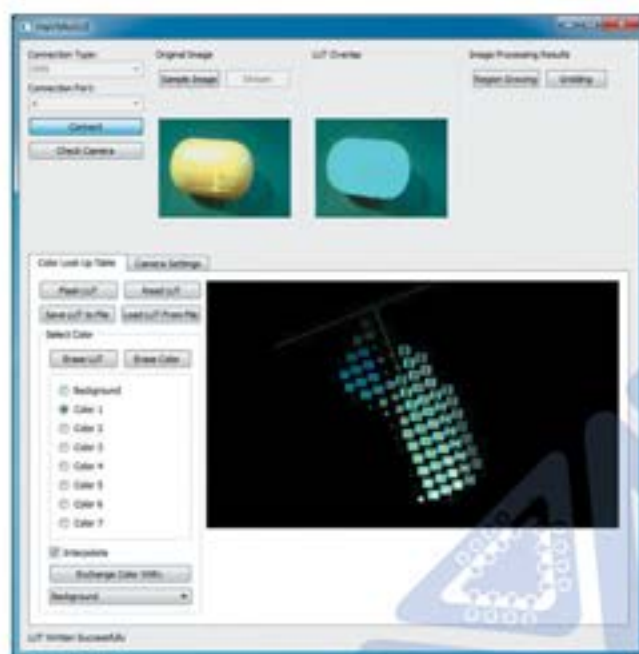 Connection Type:
Original Image
LUT Overlay
Image Processing Results
Sample Image
Region Growing
Gridding
Connection Port:
Connect
Check Camera
Color Look Up Table
Camera Settings
Flash LUT
Read LUT
Save LUT to File
Load LUT From File
Select Color
Erase LUT
Erase Color
Background
Color 1
Color 2
Color 3
Color 4
Color 5
Color 6
Color 7
Interpolate
Exchange Color With:
Background
LUT Written Successfully